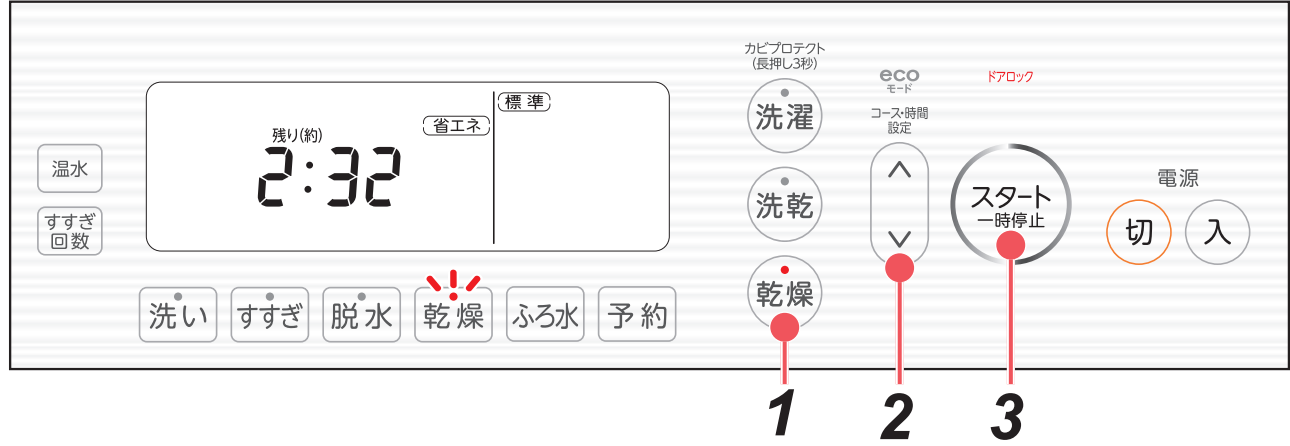 カビプロテクト
(長押し3秒)
eco
モード
ドアロック
標準
省エネ
洗濯
コース・時間
設定
残り(約)
2:32
温水
電源
洗乾
スタート
一時停止
すすぎ
回数
切
入
洗い
すすぎ
脱水
乾燥
ふろ水
予約
乾燥
1
2
3